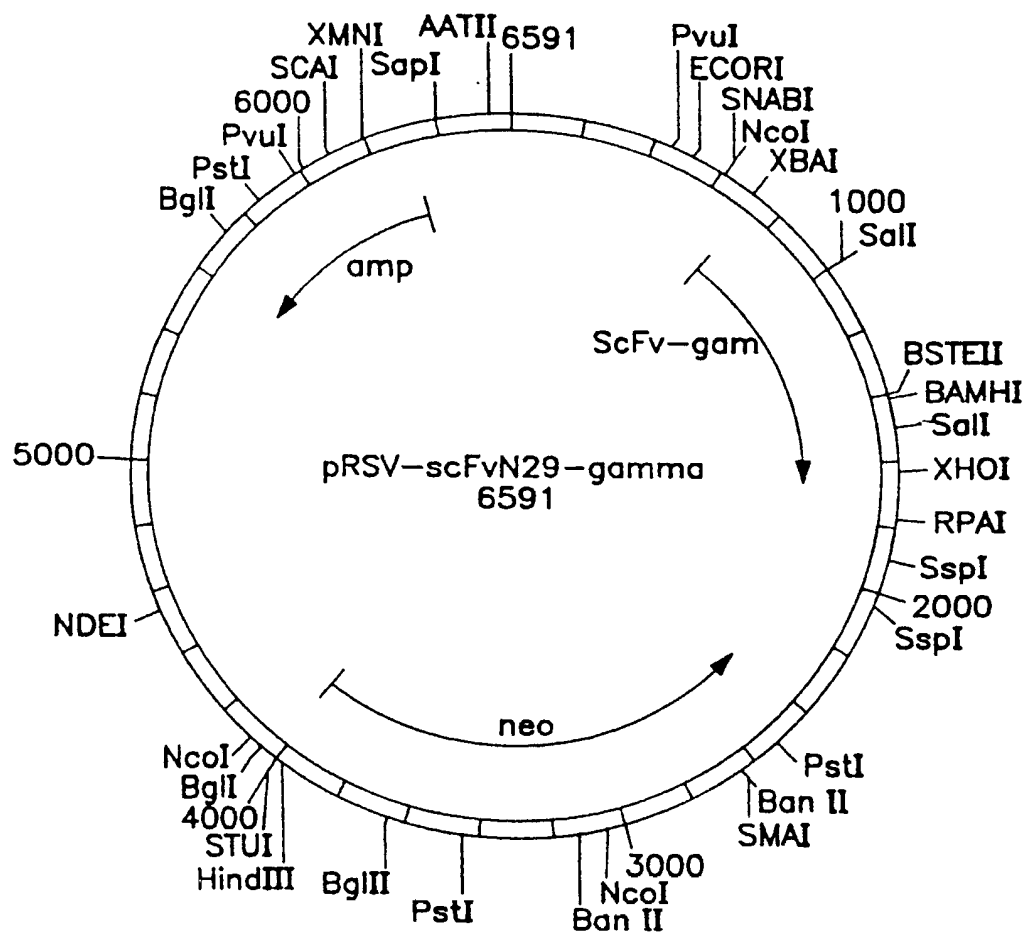 AATII
6591
XMNI
SapI
SCAI
6000
PvuI
PstI
BglI
PvuI
ECORI
SNABI
NcoI
XBAI
1000
SalI
amp
ScFv-gam
BSTEII
BAMHI
SalI
XHOI
RPAI
SspI
2000
SspI
5000
pRSV-scFvN29-gamma
6591
NDEI
neo
NcoI
BglI
4000
STUI
HindIII
BglII
PstI
Ban II
NcoI
3000
SMAI
Ban II
PstI